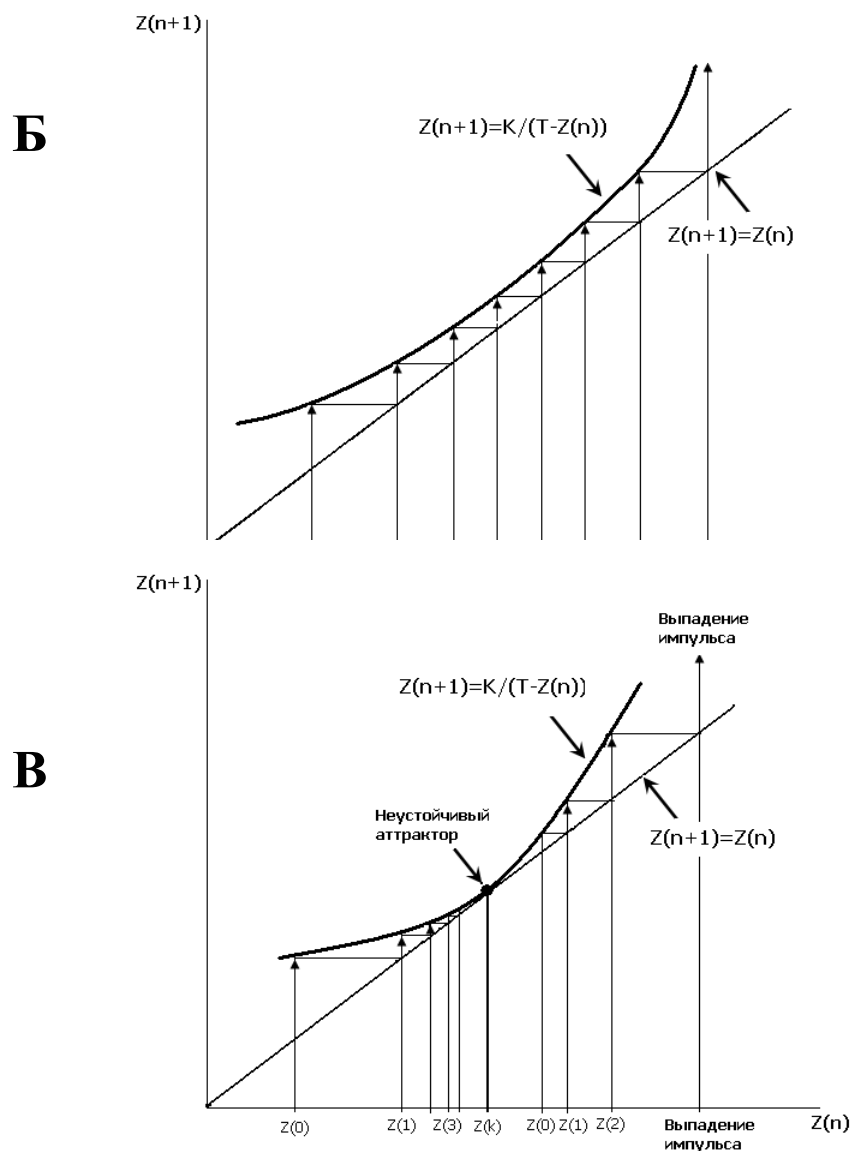 Z(n+1)
Б
Z(n+1)=K/(T-Z(n))
Z(n+1)=Z(n)
Z(n+1)
Выпадение
импульса
Z(n+1)=K/(T-Z(n))
В
Неустойчивый
аттрактор
Z(n+1)=Z(n)
Z(0) Z(1) Z(3) Z(k) Z(0) Z(1) Z(2) Выпадение импульса Z(n)